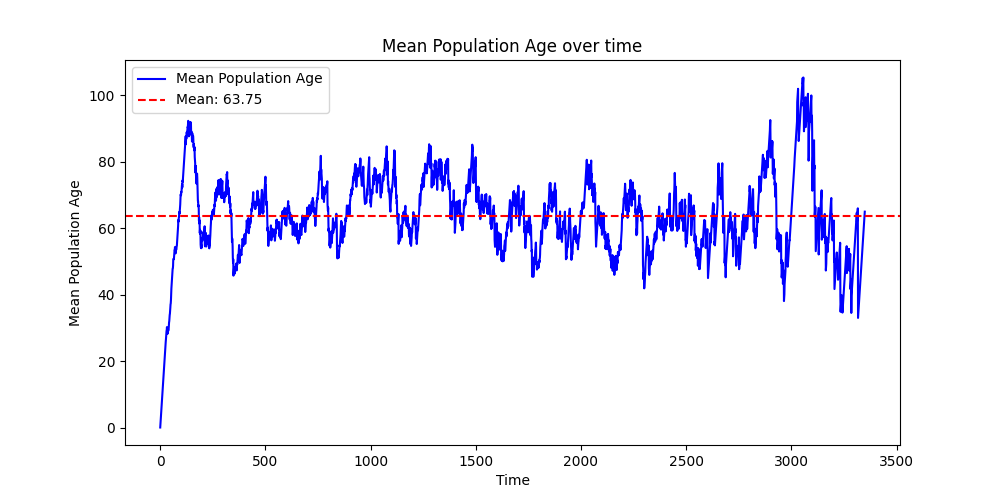 Mean Population Age over time
Mean Population Age
Mean: 63.75
100
80
60
40
20
0
Mean Population Age
0 500 1000 1500 2000 2500 3000 3500
Time